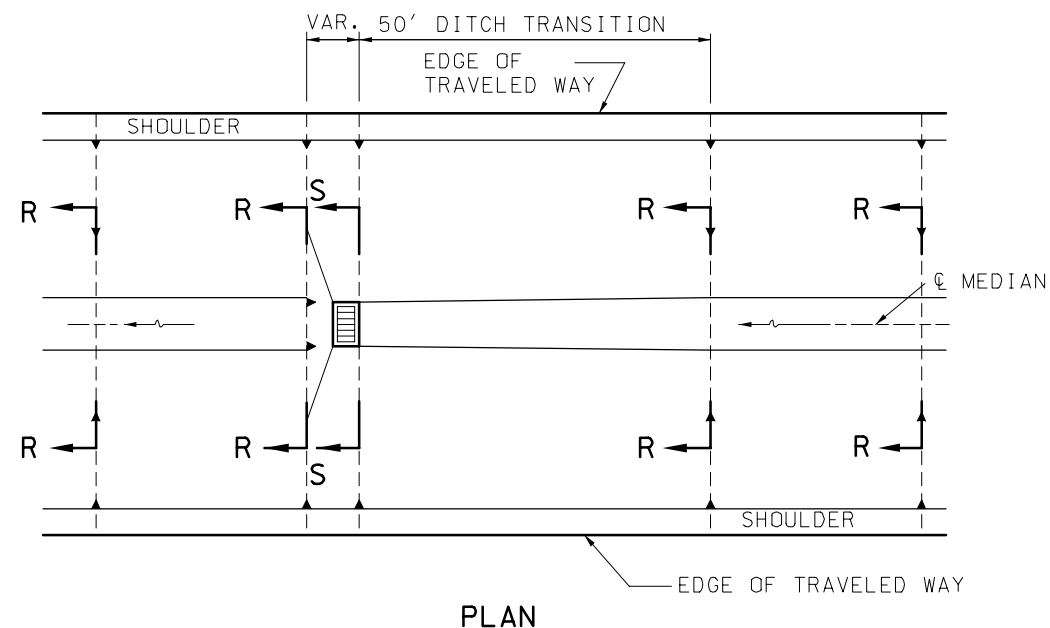 VAR. 50' DITCH TRANSITION
EDGE OF
TRAVELED WAY
SHOULDER
S
R R R R
℄ MEDIAN
R R R R
S
SHOULDER
EDGE OF TRAVELED WAY
PLAN